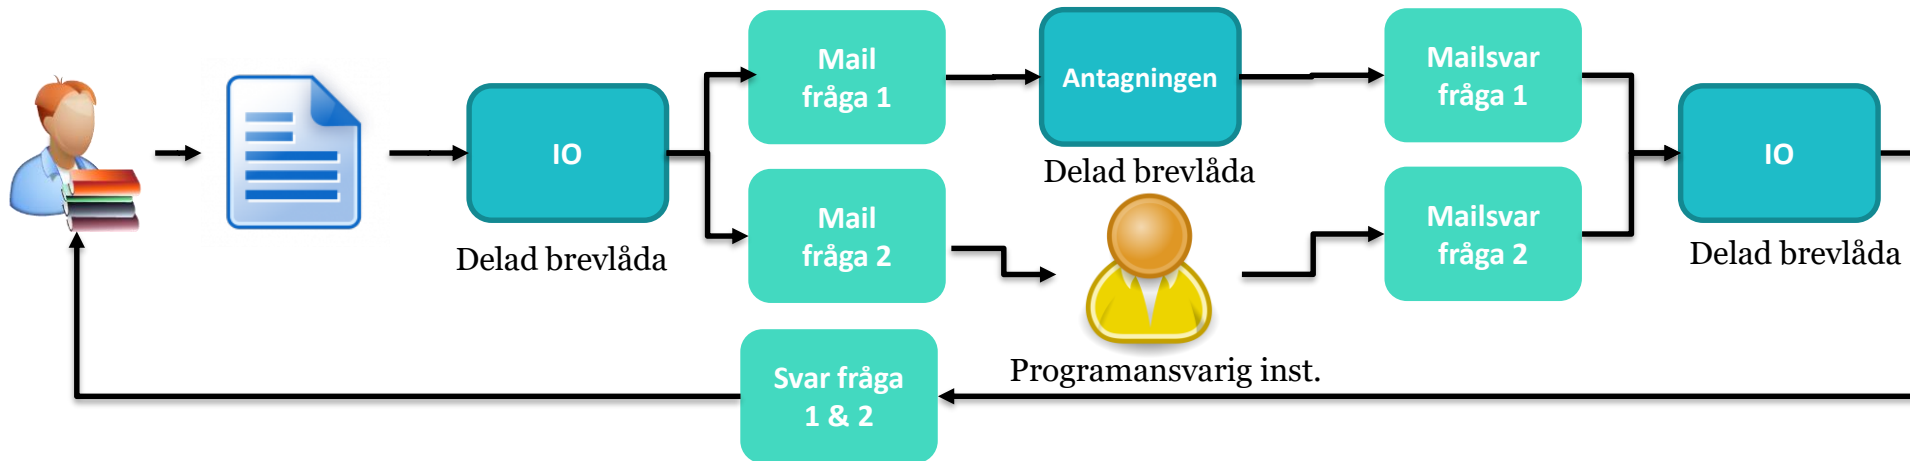 IO
Delad brevlåda
Mail
fråga 1
Mail
fråga 2
Antagningen
Delad brevlåda
Programansvarig inst.
Mailsvar
fråga 1
Mailsvar
fråga 2
IO
Delad brevlåda
Svar fråga
1 & 2